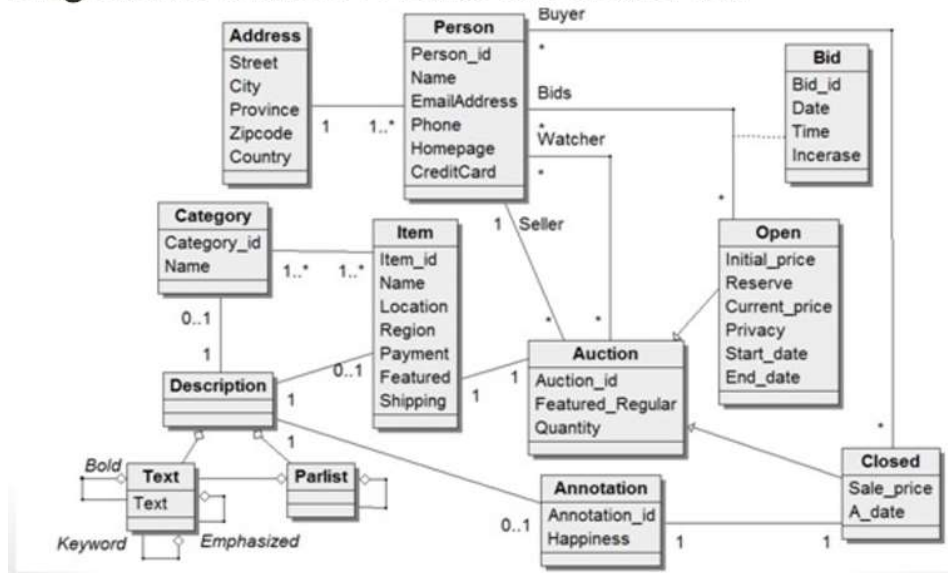 Buyer
Address
Street
City
Province
Zipcode
Country
1
1..*
Person
Person_id
Name
EmailAddress
Phone
Homepage
CreditCard
*
Bids
*
Watcher
*
Bid
Bid_id
Date
Time
Incerase
*
Category
Category_id
Name
1..*
1..*
Item
Item_id
Name
Location
Region
Payment
Featured
Shipping
1
Seller
*
*
Open
Initial_price
Reserve
Current_price
Privacy
Start_date
End_date
0..1
1
Description
0..1
1
1
1
1
Auction
Auction_id
Featured_Regular
Quantity
*
Closed
Sale_price
A_date
Bold
Text
Text
Keyword
Emphasized
Parlist
0..1
Annotation
Annotation_id
Happiness
1
1